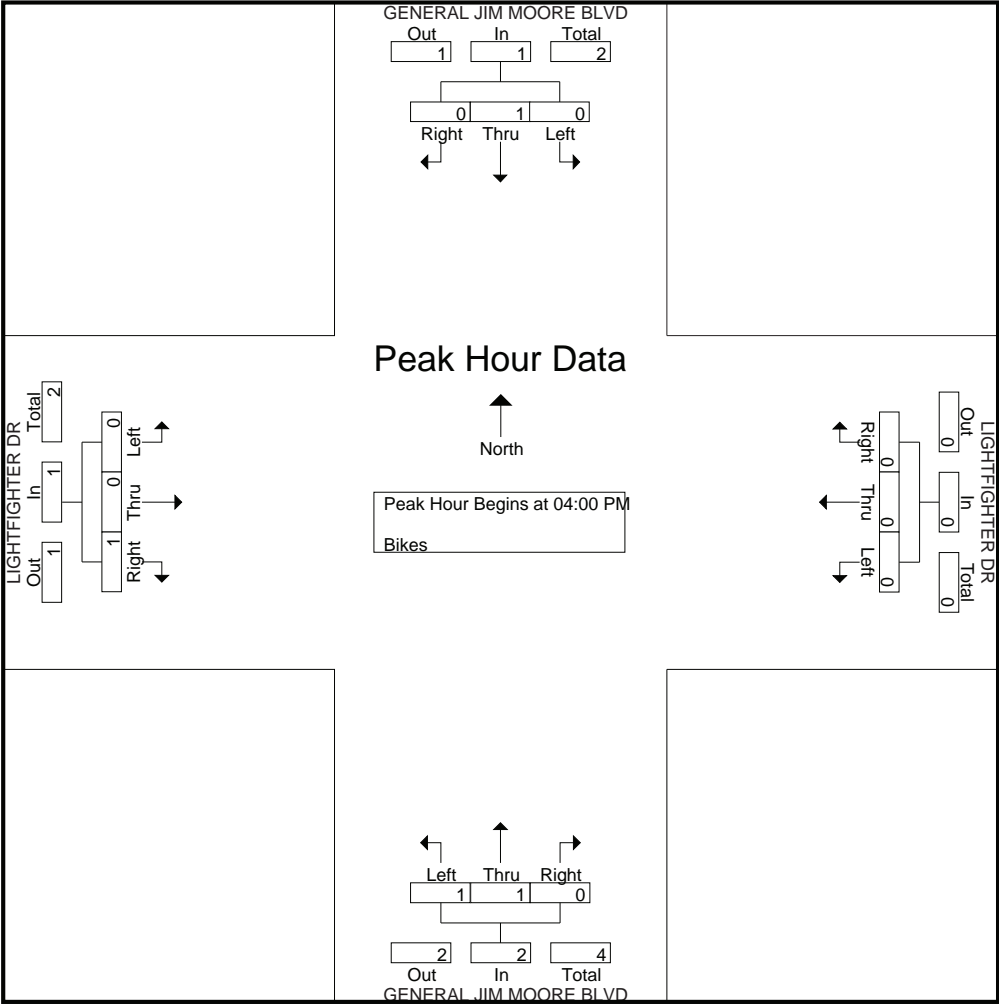 GENERAL JIM MOORE BLVD
Out In Total
1 1 2
0 1 0
Right Thru Left
Peak Hour Data
North
Peak Hour Begins at 04:00 PM
Bikes
LIGHTFIGHTER DR
Out In Total
1 1 2
1 0 0
Right Thru Left
LIGHTFIGHTER DR
Out In Total
0 0 0
Right Thru Left
0 0 0
Left Thru Right
1 1 0
2 2 4
Out In Total
GENERAL JIM MOORE BLVD